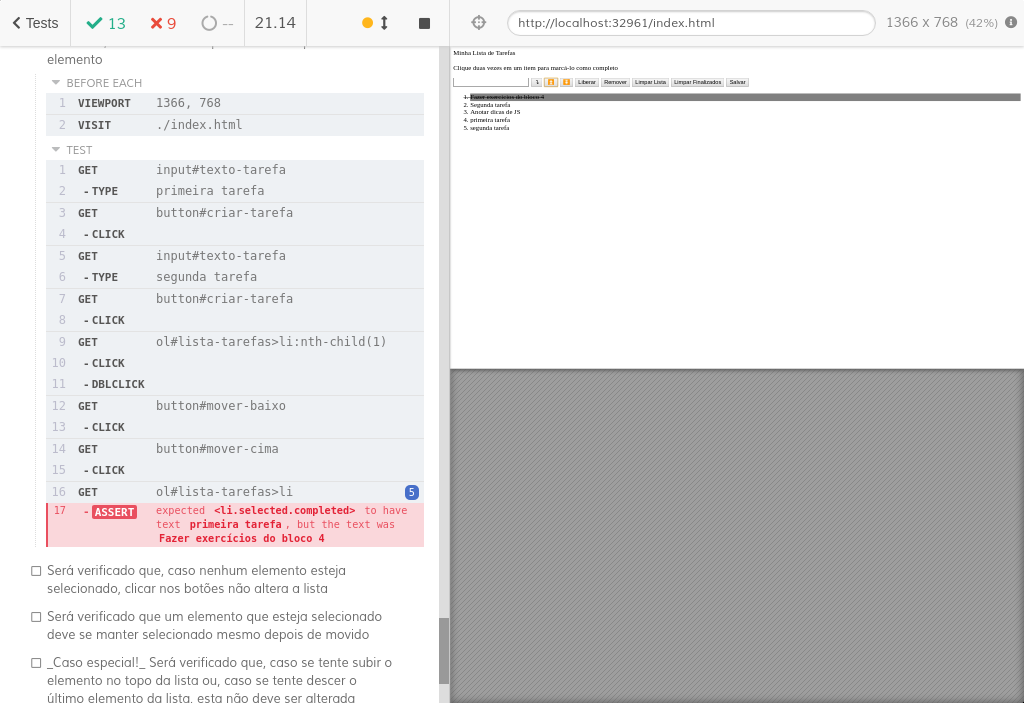 Tests
13
9
--
21.14
http://localhost:32961/index.html
1366 x 768 (42%)
elemento
BEFORE EACH
1 VIEWPORT 1366, 768
2 VISIT ./index.html
TEST
1 GET input#texto-tarefa
2 -TYPE primeira tarefa
3 GET button#criar-tarefa
4 -CLICK
5 GET input#texto-tarefa
6 -TYPE segunda tarefa
7 GET button#criar-tarefa
8 -CLICK
9 GET ol#lista-tarefas>li:nth-child(1)
10 -CLICK
11 -DBLCLICK
12 GET button#mover-baixo
13 -CLICK
14 GET button#mover-cima
15 -CLICK
16 GET ol#lista-tarefas>li 5
17 -ASSERT expected <li.selected.completed> to have
text primeira tarefa, but the text was
Fazer exercícios do bloco 4
Será verificado que, caso nenhum elemento esteja
selecionado, clicar nos botões não altera a lista
Será verificado que um elemento que esteja selecionado
deve se manter selecionado mesmo depois de movido
_Caso especial!_ Será verificado que, caso se tente subir o
elemento no topo da lista ou, caso se tente descer o
último elemento da lista, esta não deve ser alterada
Minha Lista de Tarefas
Clique duas vezes em um item para marcá-lo como completo
Liberar Remover Limpar Lista Limpar Finalizados Salvar
1. Fazer exercícios do bloco 4
2. Segunda tarefa
3. Anotar dicas de JS
4. primeira tarefa
5. segunda tarefa